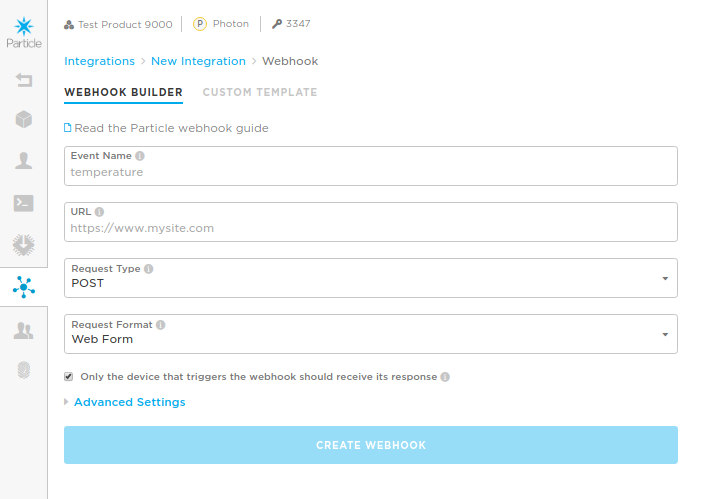 Particle
Test Product 9000 P Photon 3347
Integrations > New Integration > Webhook
WEBHOOK BUILDER CUSTOM TEMPLATE
Read the Particle webhook guide
Event Name i
temperature
URL i
https://www.mysite.com
Request Type i
POST
Request Format i
Web Form
Only the device that triggers the webhook should receive its response i
Advanced Settings
CREATE WEBHOOK